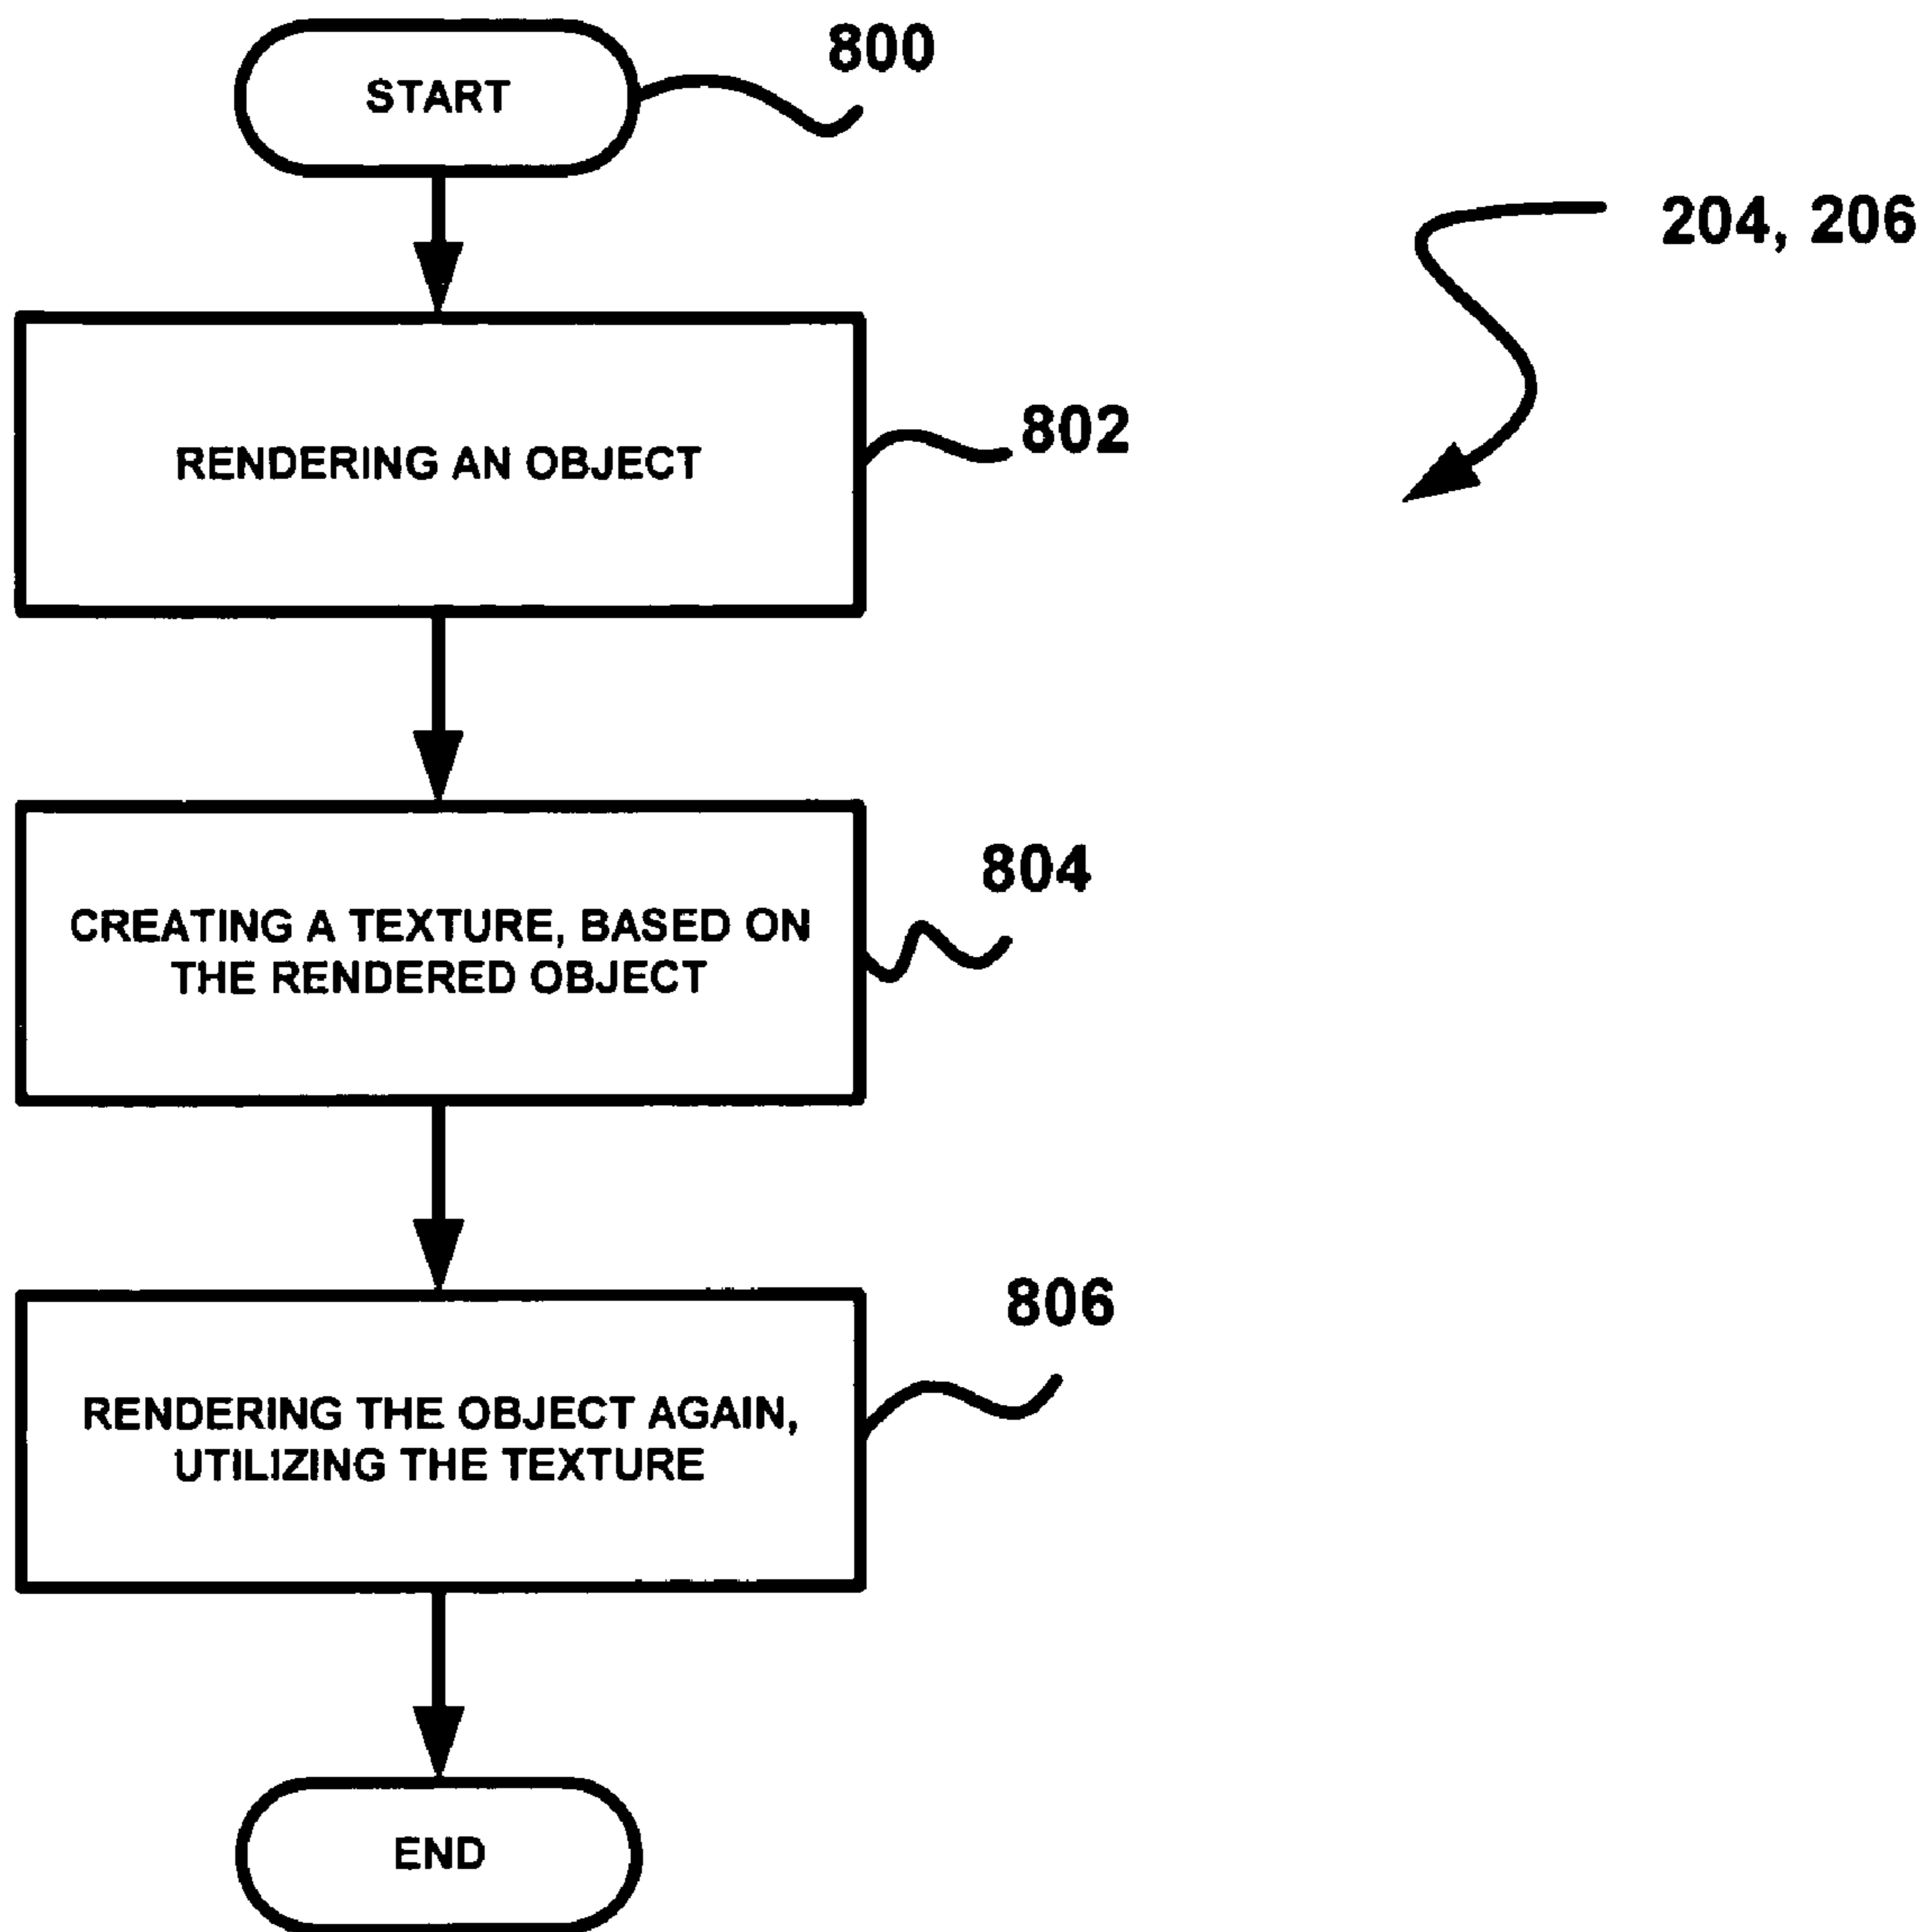 START
800
204, 206
RENDERING AN OBJECT
802
CREATING A TEXTURE, BASED ON
THE RENDERED OBJECT
804
RENDERING THE OBJECT AGAIN,
UTILIZING THE TEXTURE
806
END